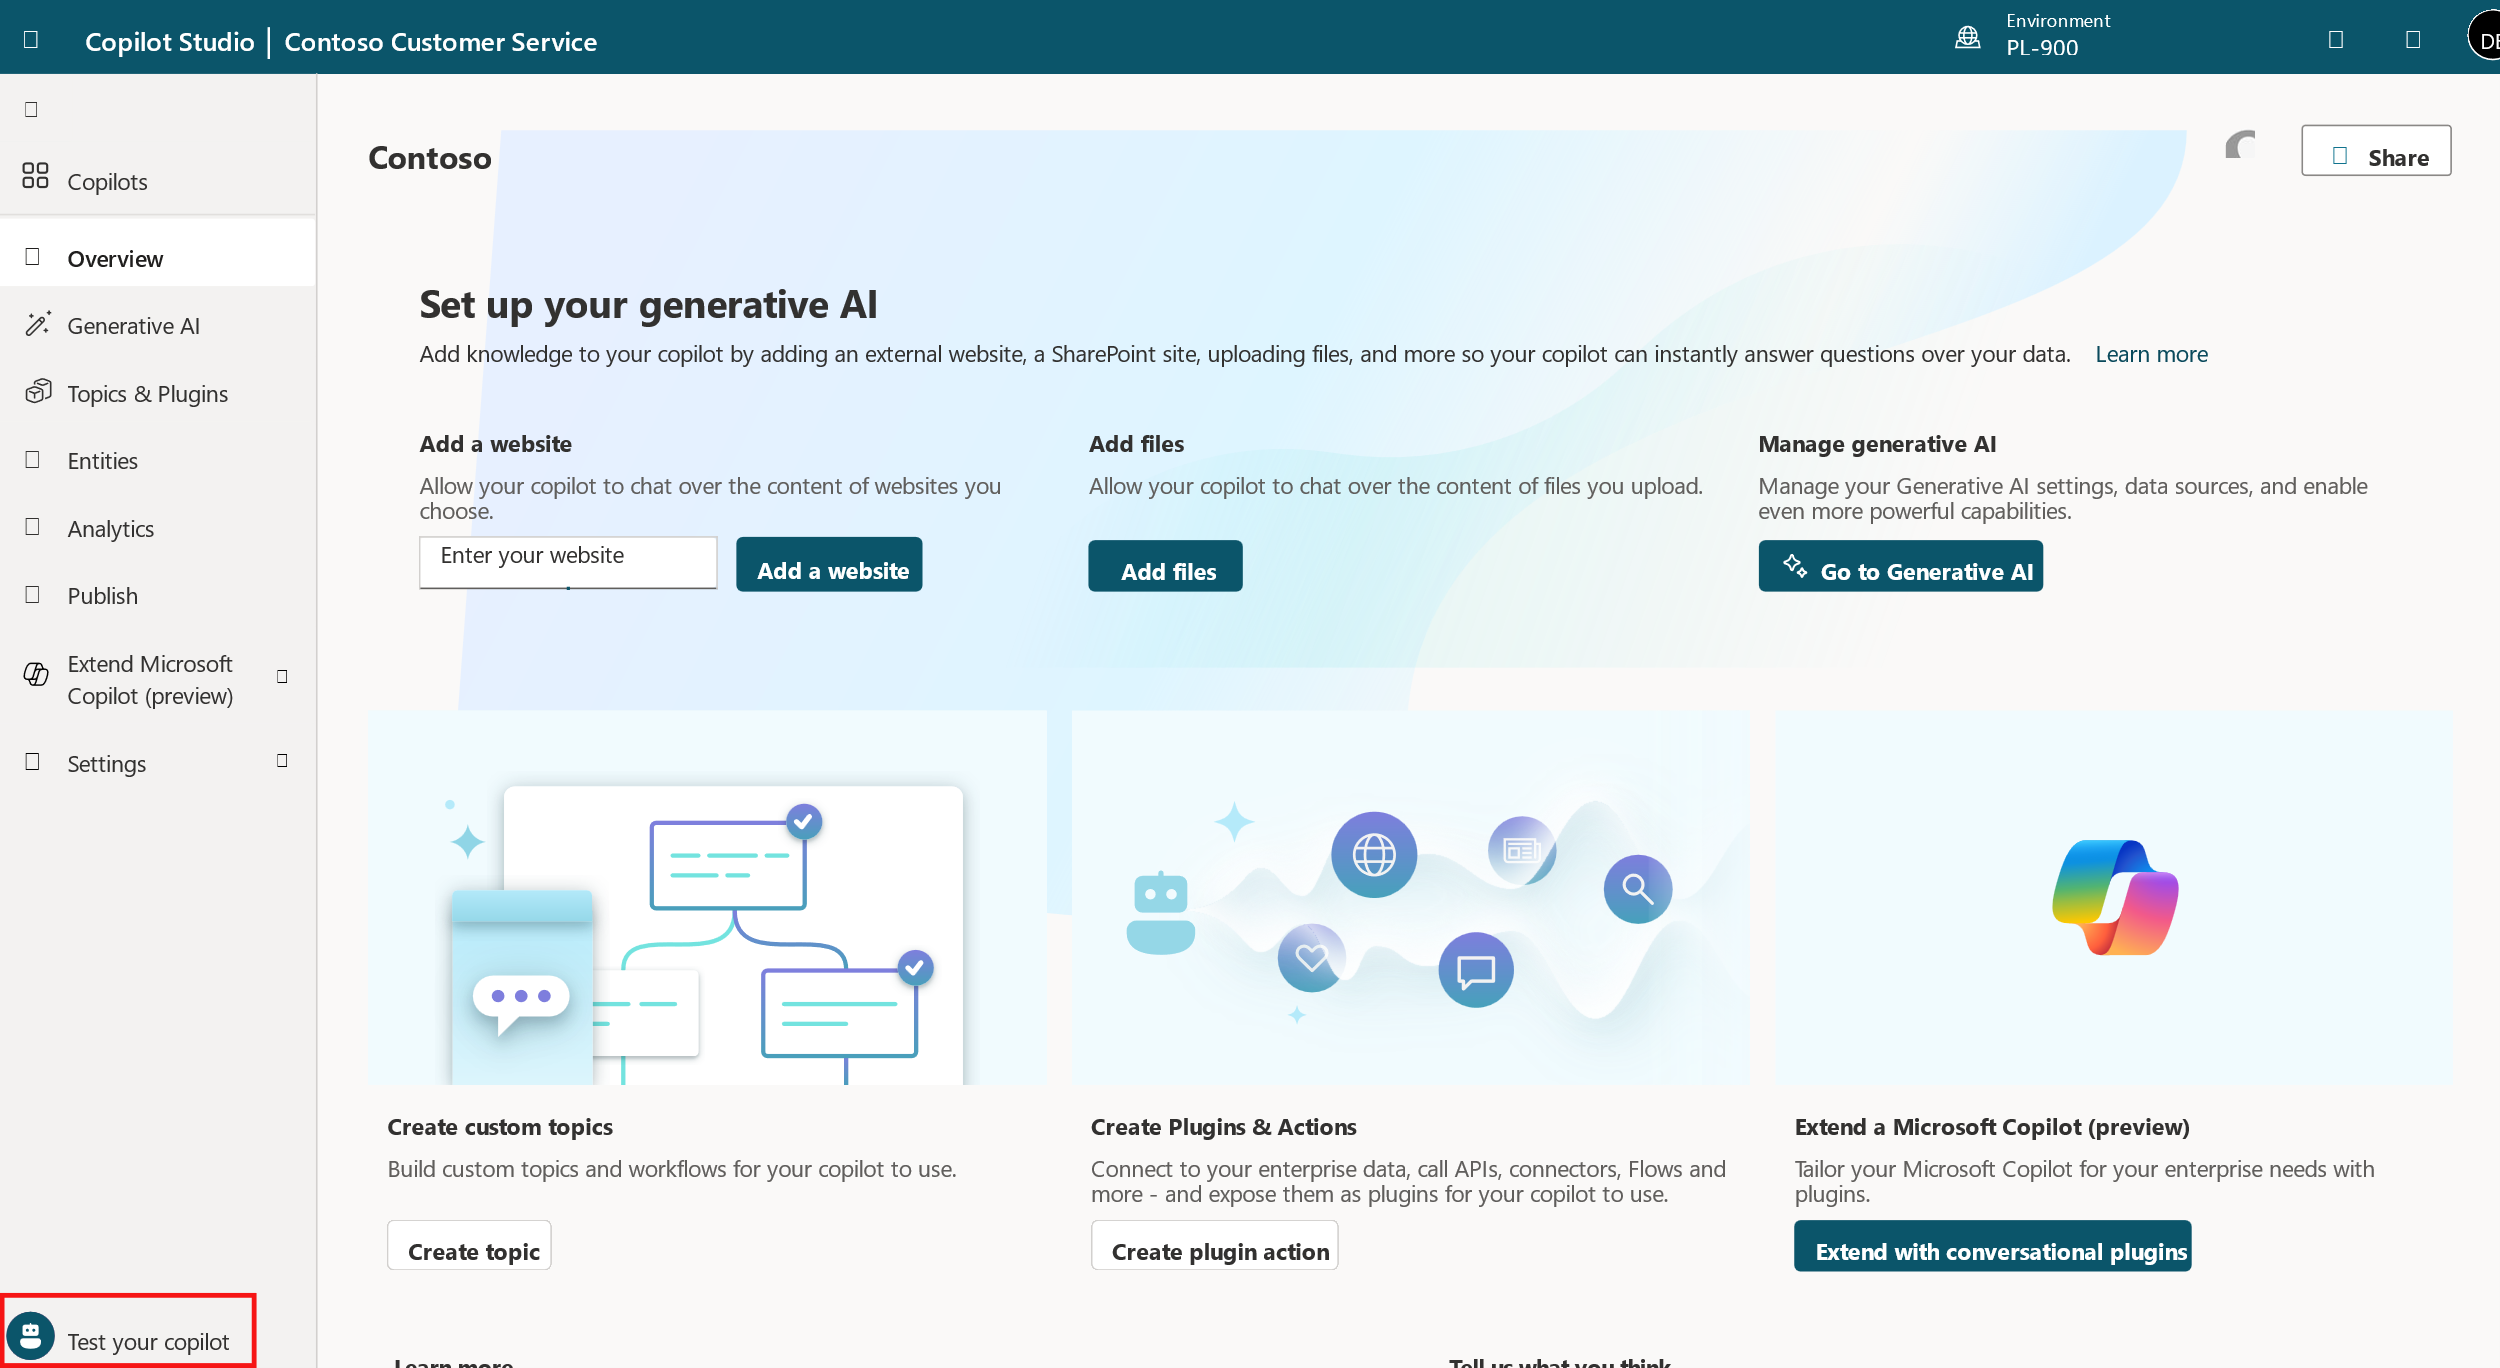 Copilot Studio | Contoso Customer Service
Environment
PL-900
DE
Copilots
Overview
Generative AI
Topics & Plugins
Entities
Analytics
Publish
Extend Microsoft
Copilot (preview)
Settings
Test your copilot
Contoso
Share
Set up your generative AI
Add knowledge to your copilot by adding an external website, a SharePoint site, uploading files, and more so your copilot can instantly answer questions over your data. Learn more
Add a website
Allow your copilot to chat over the content of websites you
choose.
Enter your website
Add a website
Add files
Allow your copilot to chat over the content of files you upload.
Add files
Manage generative AI
Manage your Generative AI settings, data sources, and enable
even more powerful capabilities.
Go to Generative AI
Create custom topics
Build custom topics and workflows for your copilot to use.
Create topic
Create Plugins & Actions
Connect to your enterprise data, call APIs, connectors, Flows and
more - and expose them as plugins for your copilot to use.
Create plugin action
Extend a Microsoft Copilot (preview)
Tailor your Microsoft Copilot for your enterprise needs with
plugins.
Extend with conversational plugins
Learn more
Tell us what you think